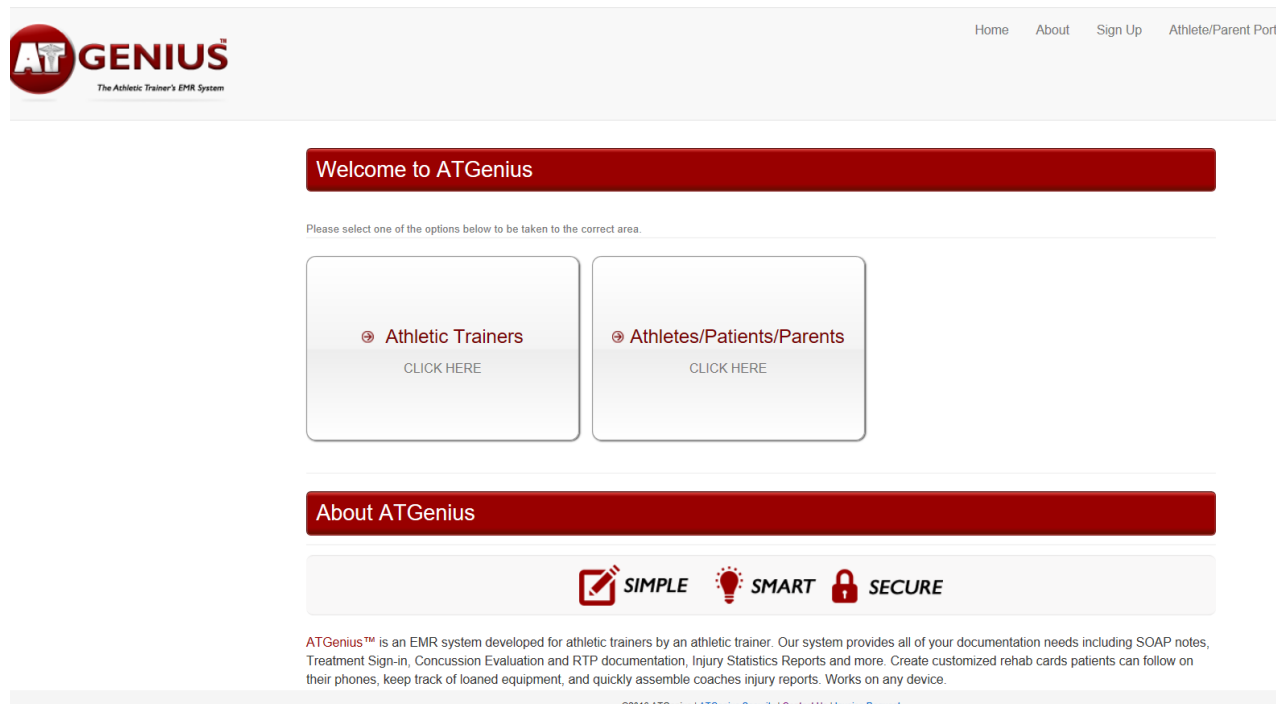 AT GENIUS™
The Athletic Trainer's EMR System
Home About Sign Up Athlete/Parent Port
Welcome to ATGenius
Please select one of the options below to be taken to the correct area.
Athletic Trainers
CLICK HERE
Athletes/Patients/Parents
CLICK HERE
About ATGenius
SIMPLE SMART SECURE
ATGenius™ is an EMR system developed for athletic trainers by an athletic trainer. Our system provides all of your documentation needs including SOAP notes,
Treatment Sign-in, Concussion Evaluation and RTP documentation, Injury Statistics Reports and more. Create customized rehab cards patients can follow on
their phones, keep track of loaned equipment, and quickly assemble coaches injury reports. Works on any device.